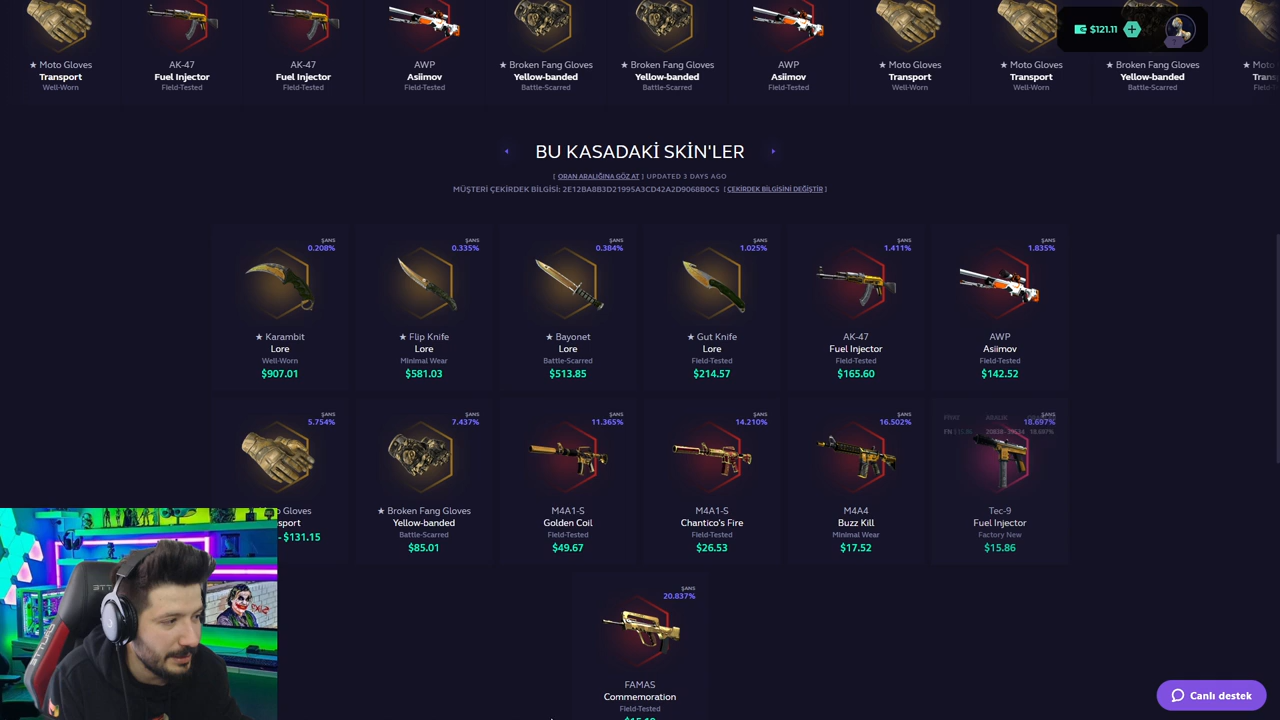 ★ Moto Gloves
Transport
Well-Worn
AK-47
Fuel Injector
Field-Tested
AK-47
Fuel Injector
Field-Tested
AWP
Asiimov
Field-Tested
★ Broken Fang Gloves
Yellow-banded
Battle-Scarred
★ Broken Fang Gloves
Yellow-banded
Battle-Scarred
AWP
Asiimov
Field-Tested
★ Moto Gloves
Transport
Well-Worn
★ Moto Gloves
Transport
Well-Worn
★ Broken Fang Gloves
Yellow-banded
Battle-Scarred
★ Moto
Trans
Field-
$121.11
BU KASADAKİ SKİN'LER
[ ORAN ARALIĞINA GÖZ AT ] UPDATED 3 DAYS AGO
MÜŞTERİ ÇEKİRDEK BİLGİSİ: 2E12BA8B3D21995A3CD42A2D9068B0C5 [ ÇEKİRDEK BİLGİSİNİ DEĞİŞTİR ]
ŞANS
0.208%
★ Karambit
Lore
Well-Worn
$907.01
ŞANS
0.335%
★ Flip Knife
Lore
Minimal Wear
$581.03
ŞANS
0.384%
★ Bayonet
Lore
Battle-Scarred
$513.85
ŞANS
1.025%
★ Gut Knife
Lore
Field-Tested
$214.57
ŞANS
1.411%
AK-47
Fuel Injector
Field-Tested
$165.60
ŞANS
1.835%
AWP
Asiimov
Field-Tested
$142.52
ŞANS
5.754%
o Gloves
sport
- $131.15
ŞANS
7.437%
★ Broken Fang Gloves
Yellow-banded
Battle-Scarred
$85.01
ŞANS
11.365%
M4A1-S
Golden Coil
Field-Tested
$49.67
ŞANS
14.210%
M4A1-S
Chantico's Fire
Field-Tested
$26.53
ŞANS
16.502%
M4A4
Buzz Kill
Minimal Wear
$17.52
ŞANS
18.697%
FN $15.86
18.697%
Tec-9
Fuel Injector
Factory New
$15.86
ŞANS
20.837%
FAMAS
Commemoration
Field-Tested
Canlı destek